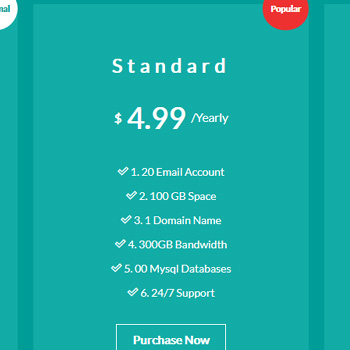 nal
Popular
Standard
$ 4.99 /Yearly
1. 20 Email Account
2. 100 GB Space
3. 1 Domain Name
4. 300GB Bandwidth
5. 00 Mysql Databases
6. 24/7 Support
Purchase Now